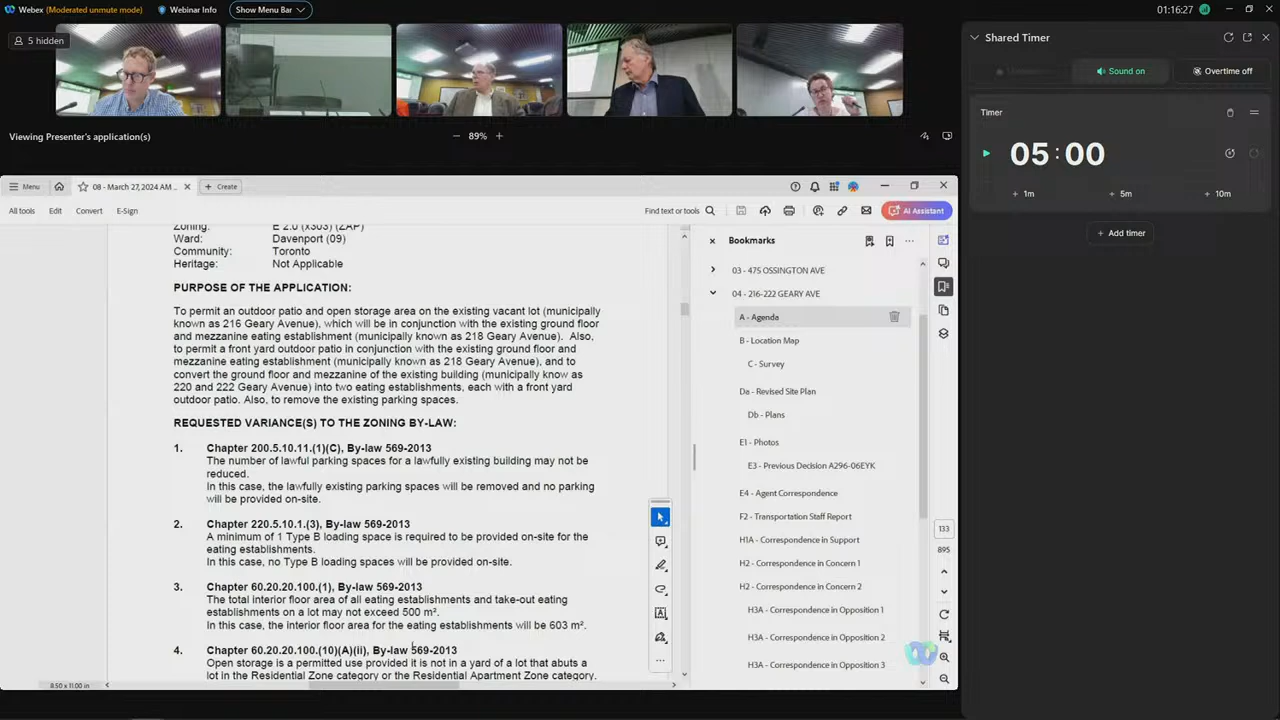 Webex (Moderated unmute mode) Webinar Info Show Menu Bar 01:16:27
5 hidden
Viewing Presenter's application(s) 89%
Shared Timer
Sound on Overtime off
Timer
05:00
1m 5m 10m
Add timer
Menu 08 - March 27, 2024 AM ... Create
All tools Edit Convert E-Sign Find text or tools AI Assistant
Zoning: E 2.0 (x303) (ZAP)
Ward: Davenport (09)
Community: Toronto
Heritage: Not Applicable
PURPOSE OF THE APPLICATION:
To permit an outdoor patio and open storage area on the existing vacant lot (municipally
known as 216 Geary Avenue), which will be in conjunction with the existing ground floor
and mezzanine eating establishment (municipally known as 218 Geary Avenue). Also,
to permit a front yard outdoor patio in conjunction with the existing ground floor and
mezzanine eating establishment (municipally known as 218 Geary Avenue), and to
convert the ground floor and mezzanine of the existing building (municipally know as
220 and 222 Geary Avenue) into two eating establishments, each with a front yard
outdoor patio. Also, to remove the existing parking spaces.
REQUESTED VARIANCE(S) TO THE ZONING BY-LAW:
1. Chapter 200.5.10.11.(1)(C), By-law 569-2013
The number of lawful parking spaces for a lawfully existing building may not be
reduced.
In this case, the lawfully existing parking spaces will be removed and no parking
will be provided on-site.
2. Chapter 220.5.10.1.(3), By-law 569-2013
A minimum of 1 Type B loading space is required to be provided on-site for the
eating establishments.
In this case, no Type B loading spaces will be provided on-site.
3. Chapter 60.20.20.100.(1), By-law 569-2013
The total interior floor area of all eating establishments and take-out eating
establishments on a lot may not exceed 500 m².
In this case, the interior floor area for the eating establishments will be 603 m².
4. Chapter 60.20.20.100.(10)(A)(ii), By-law 569-2013
Open storage is a permitted use provided it is not in a yard of a lot that abuts a
lot in the Residential Zone category or the Residential Apartment Zone category.
8.50 x 11.00 in
Bookmarks
03 - 475 OSSINGTON AVE
04 - 216-222 GEARY AVE
A - Agenda
B - Location Map
C - Survey
Da - Revised Site Plan
Db - Plans
E1 - Photos
E3 - Previous Decision A296-06EYK
E4 - Agent Correspondence
F2 - Transportation Staff Report
H1A - Correspondence in Support
H2 - Correspondence in Concern 1
H2 - Correspondence in Concern 2
H3A - Correspondence in Opposition 1
H3A - Correspondence in Opposition 2
H3A - Correspondence in Opposition 3
133
895